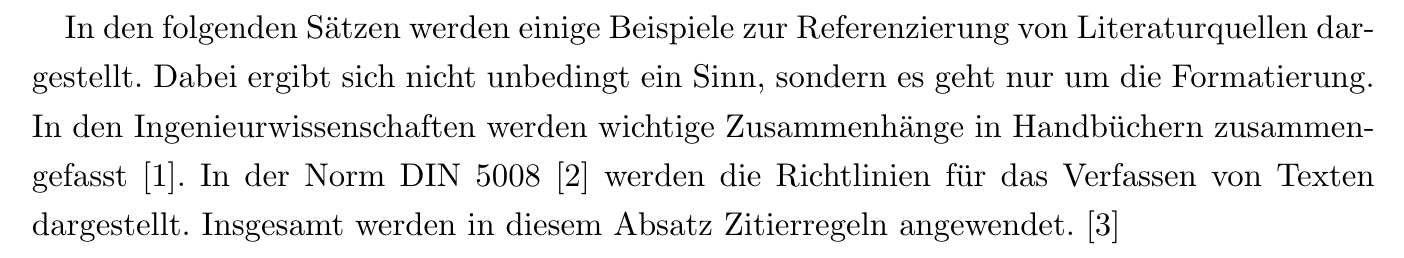 In den folgenden Sätzen werden einige Beispiele zur Referenzierung von Literaturquellen dar-
gestellt. Dabei ergibt sich nicht unbedingt ein Sinn, sondern es geht nur um die Formatierung.
In den Ingenieurwissenschaften werden wichtige Zusammenhänge in Handbüchern zusammen-
gefasst [1]. In der Norm DIN 5008 [2] werden die Richtlinien für das Verfassen von Texten
dargestellt. Insgesamt werden in diesem Absatz Zitierregeln angewendet. [3]